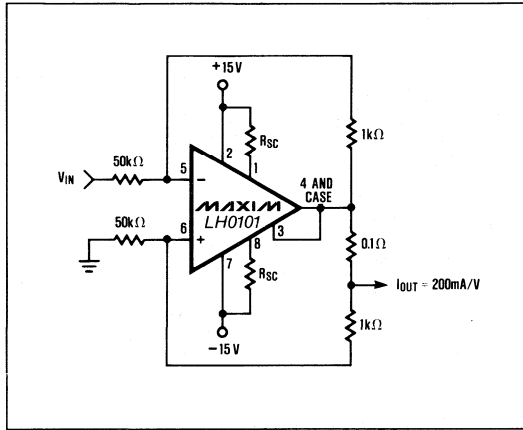 +15V
RSC
1kΩ
2
1
VIN
50kΩ
5
−
4 AND
CASE
MAXIM
LH0101
3
50kΩ
6
+
8
0.1Ω
7
RSC
IOUT = 200mA/V
1kΩ
−15V